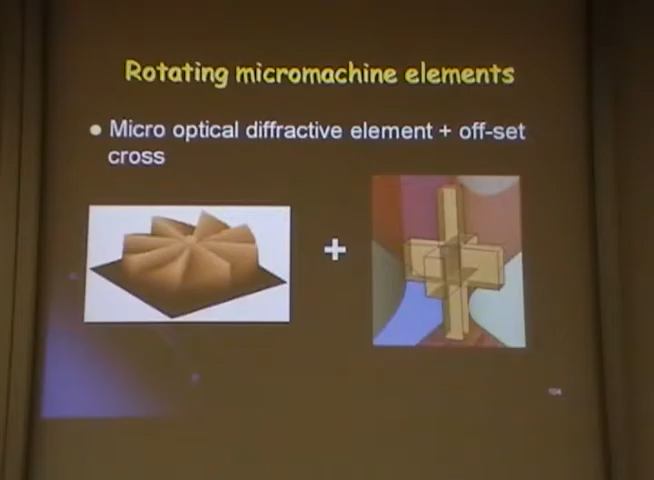 Rotating micromachine elements
• Micro optical diffractive element + off-set
cross
+